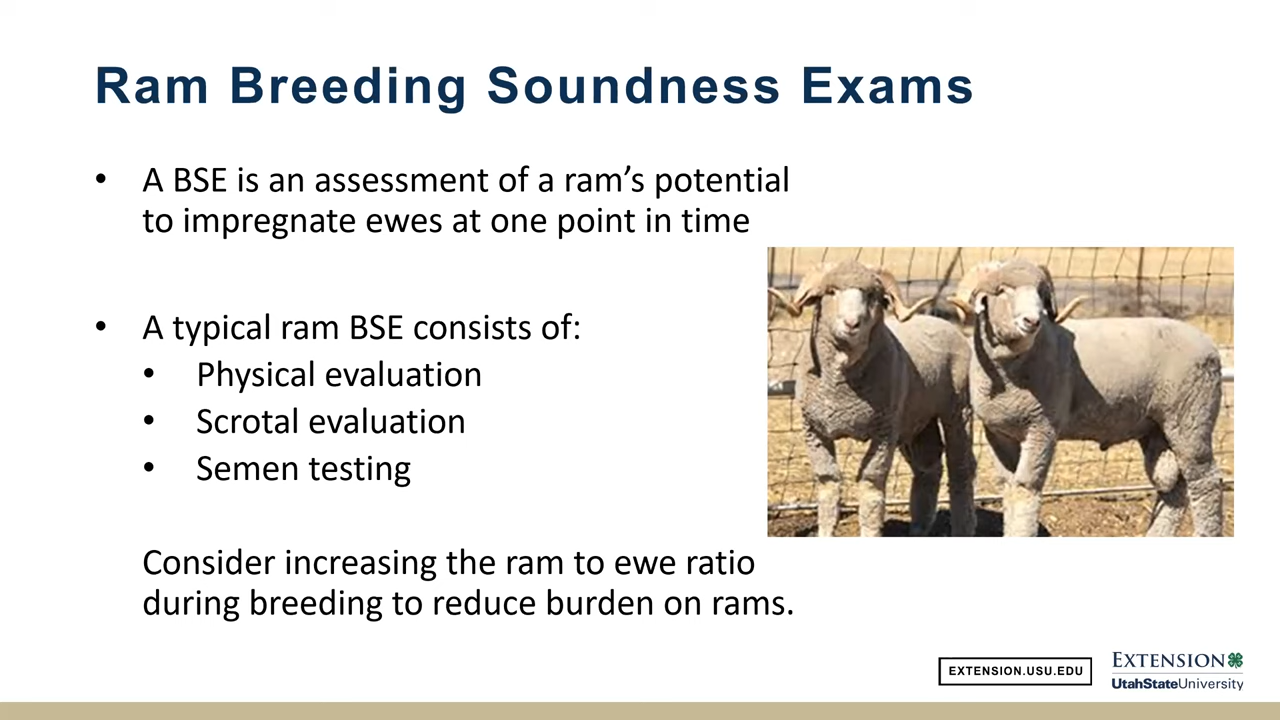 Ram Breeding Soundness Exams
• A BSE is an assessment of a ram’s potential
to impregnate ewes at one point in time
• A typical ram BSE consists of:
• Physical evaluation
• Scrotal evaluation
• Semen testing
Consider increasing the ram to ewe ratio
during breeding to reduce burden on rams.
EXTENSION.USU.EDU
EXTENSION
UtahStateUniversity